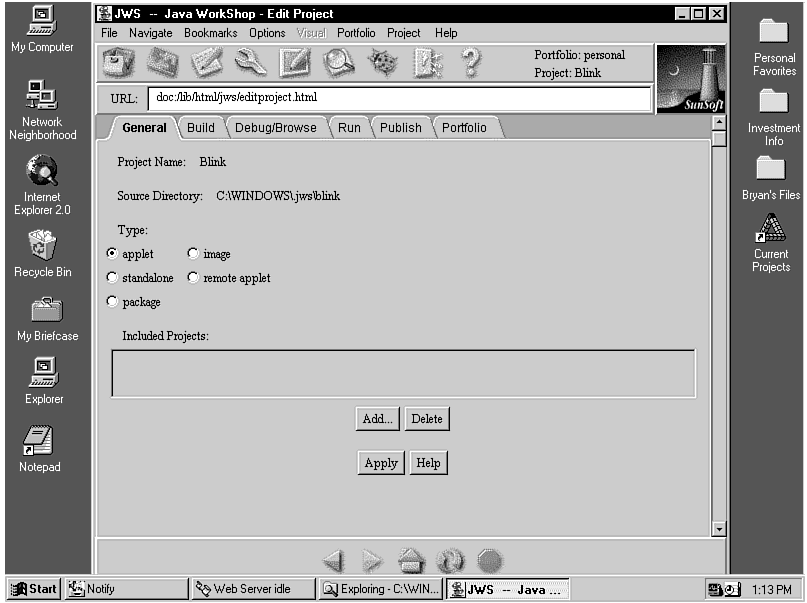 JWS -- Java WorkShop - Edit Project
File Navigate Bookmarks Options Visual Portfolio Project Help
Portfolio: personal
Project: Blink
URL: doc:/lib/html/jws/editproject.html
SunSoft
General Build Debug/Browse Run Publish Portfolio
Project Name: Blink
Source Directory: C:\WINDOWS\.jws\blink
Type:
applet image
standalone remote applet
package
Included Projects:
Add... Delete
Apply Help
My Computer
Network
Neighborhood
Internet
Explorer 2.0
Recycle Bin
My Briefcase
Explorer
Notepad
Personal
Favorites
Investment
Info
Bryan's Files
Current
Projects
Start Notify Web Server idle Exploring - C:\WIN... JWS -- Java ... 1:13 PM